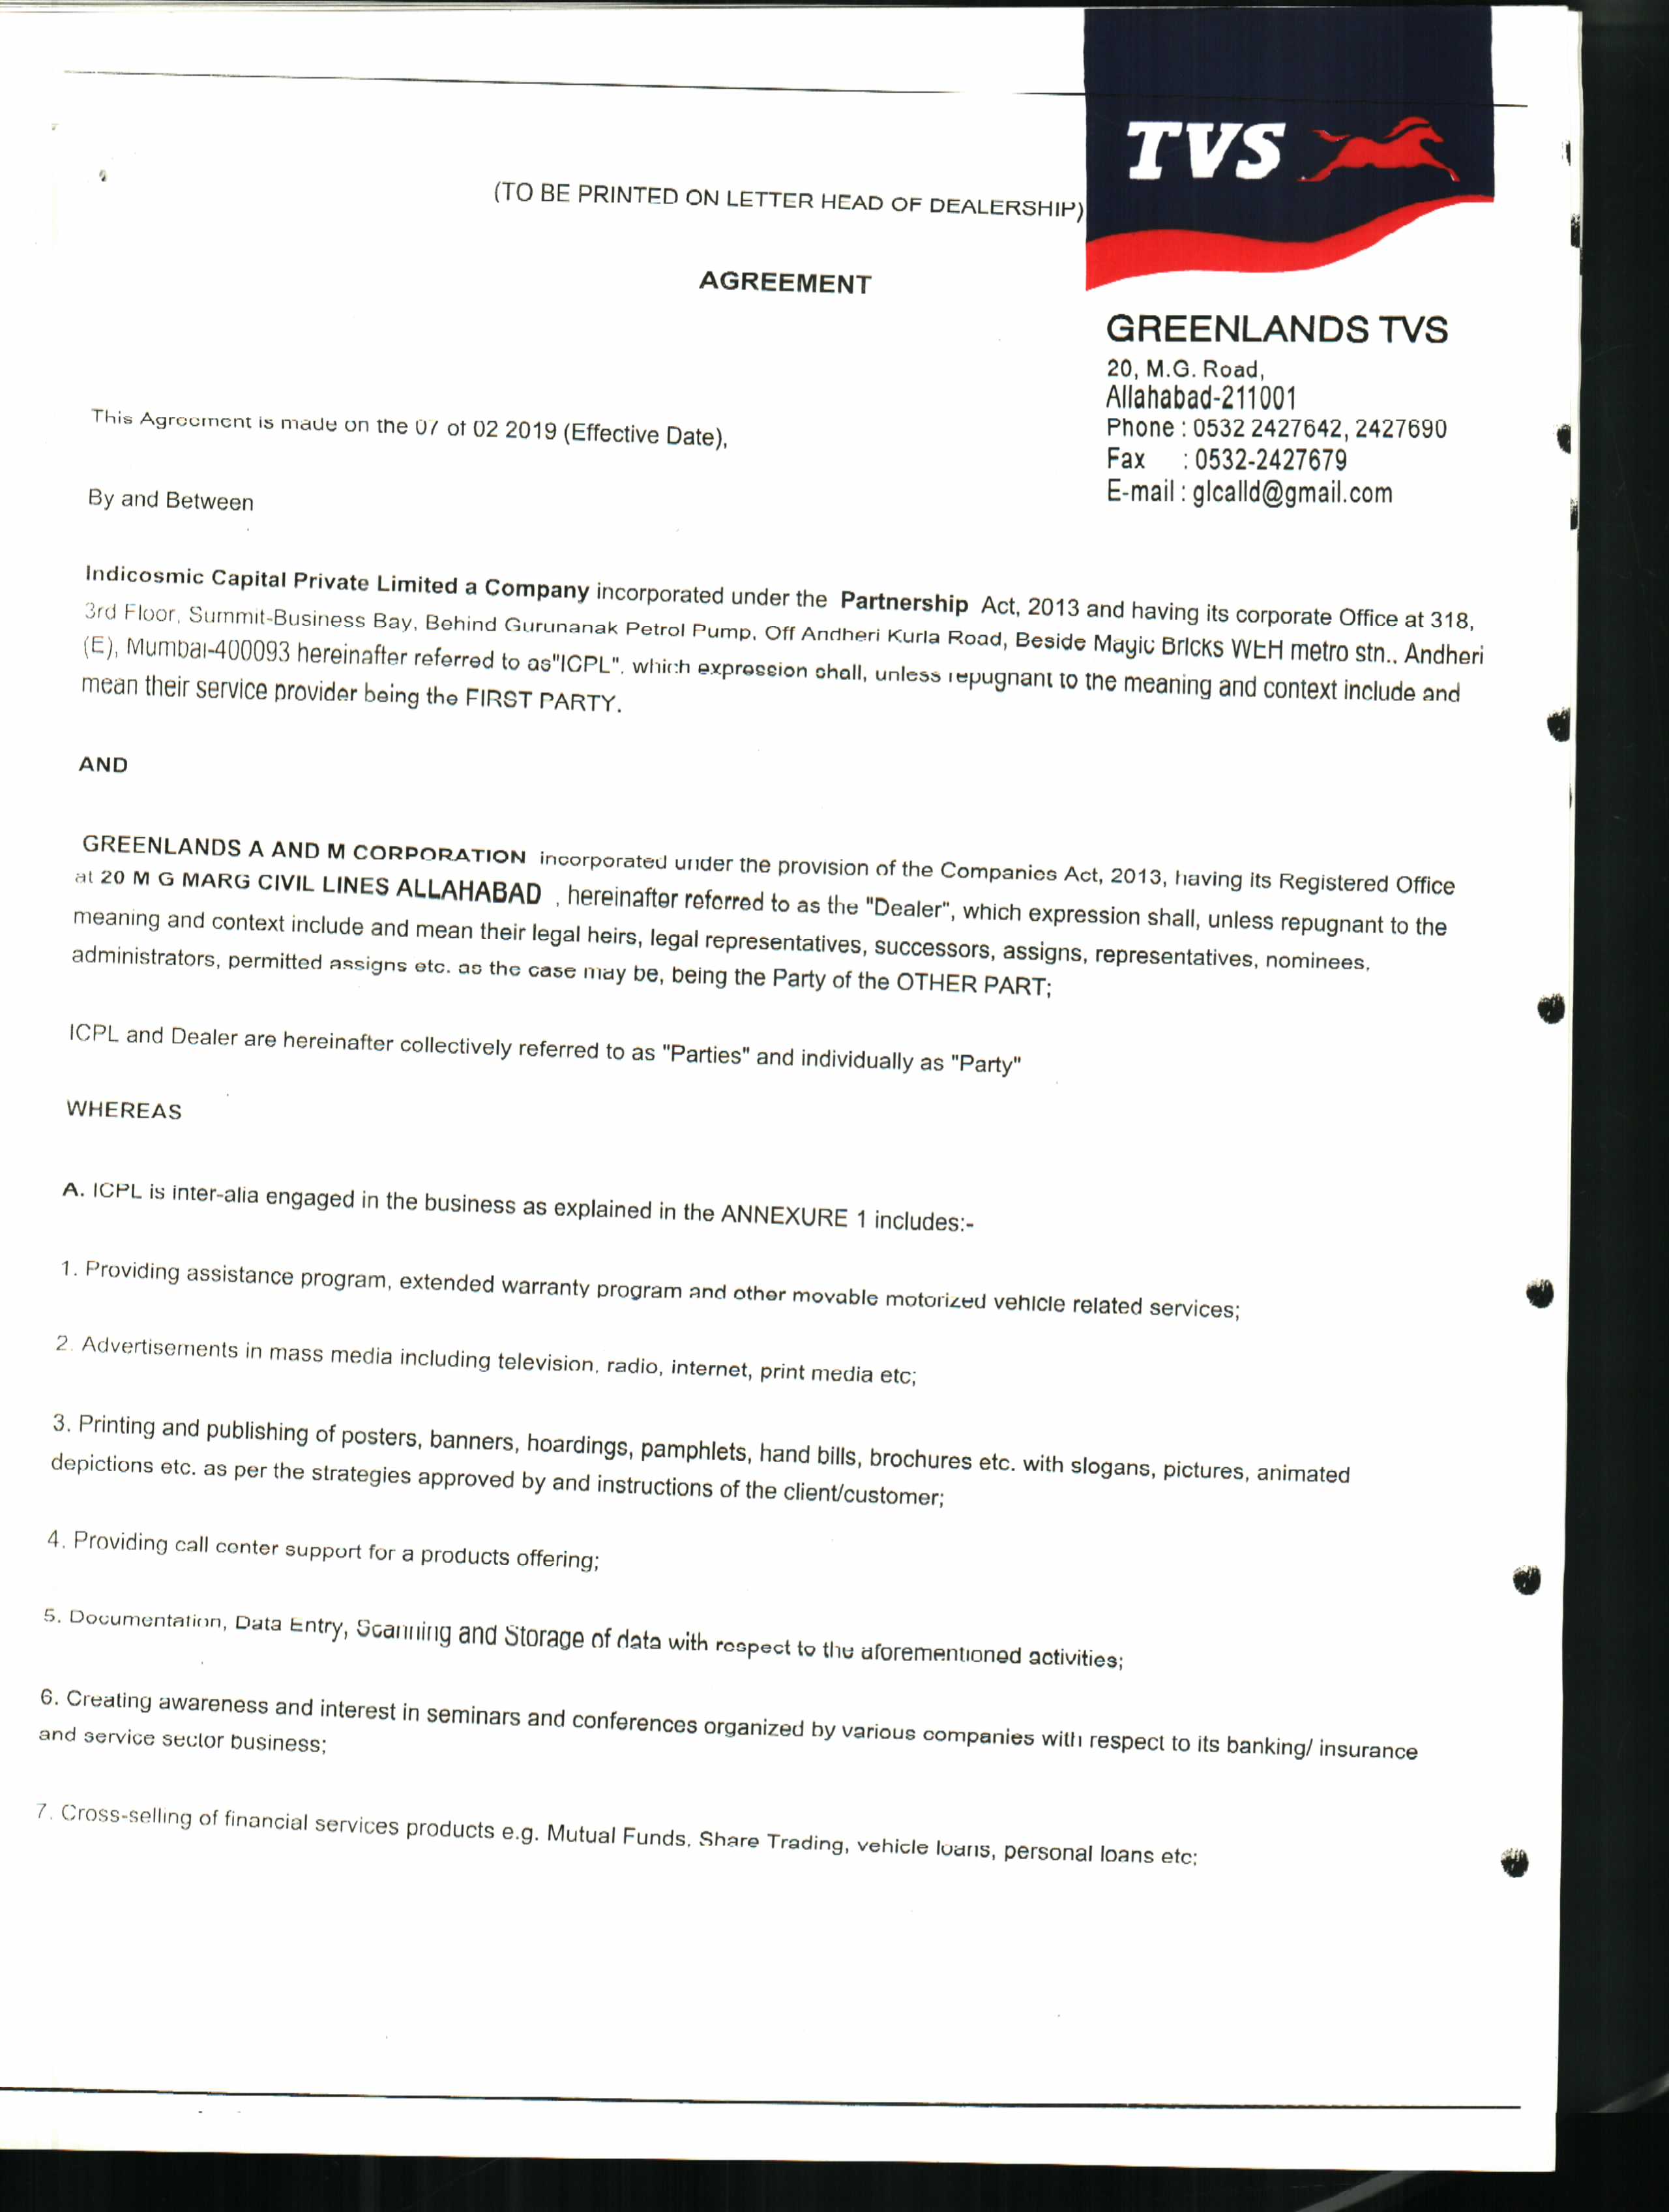 TVS
(TO BE PRINTED ON LETTER HEAD OF DEALERSHIP)
AGREEMENT
GREENLANDS TVS
20, M.G. Road,
Allahabad-211001
Phone : 0532 2427642, 2427690
Fax : 0532-2427679
E-mail : glcalld@gmail.com
This Agreement is made on the 07 of 02 2019 (Effective Date),
By and Between
Indicosmic Capital Private Limited a Company incorporated under the Partnership Act, 2013 and having its corporate Office at 318,
3rd Floor, Summit-Business Bay, Behind Gurunanak Petrol Pump, Off Andheri Kurla Road, Beside Magic Bricks WEH metro stn.. Andheri
(E), Mumbai-400093 hereinafter referred to as"ICPL". which expression shall, unless repugnant to the meaning and context include and
mean their service provider being the FIRST PARTY.
AND
GREENLANDS A AND M CORPORATION incorporated under the provision of the Companies Act, 2013, having its Registered Office
at 20 M G MARG CIVIL LINES ALLAHABAD , hereinafter referred to as the "Dealer", which expression shall, unless repugnant to the
meaning and context include and mean their legal heirs, legal representatives, successors, assigns, representatives, nominees,
administrators, permitted assigns etc. as the case may be, being the Party of the OTHER PART;
ICPL and Dealer are hereinafter collectively referred to as "Parties" and individually as "Party"
WHEREAS
A. ICPL is inter-alia engaged in the business as explained in the ANNEXURE 1 includes:-
1. Providing assistance program, extended warranty program and other movable motorized vehicle related services;
2. Advertisements in mass media including television, radio, internet, print media etc;
3. Printing and publishing of posters, banners, hoardings, pamphlets, hand bills, brochures etc. with slogans, pictures, animated
depictions etc. as per the strategies approved by and instructions of the client/customer;
4. Providing call center support for a products offering;
5. Documentation, Data Entry, Scanning and Storage of data with respect to the aforementioned activities;
6. Creating awareness and interest in seminars and conferences organized by various companies with respect to its banking/ insurance
and service sector business;
7. Cross-selling of financial services products e.g. Mutual Funds, Share Trading, vehicle loans, personal loans etc;